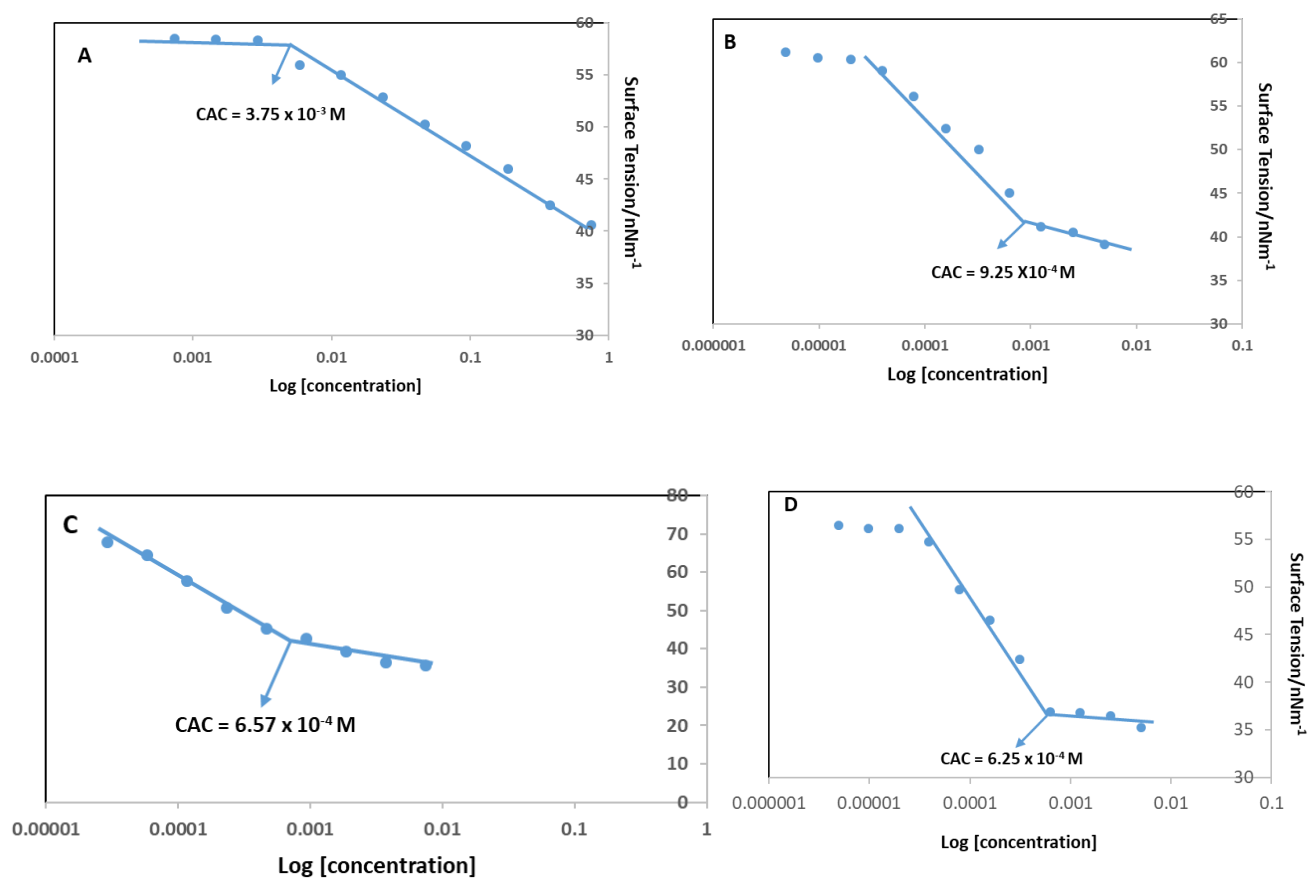 A
60
55
50
45
40
35
30
Surface Tension/nNm-1
CAC = 3.75 x 10-3 M
0.0001 0.001 0.01 0.1 1
Log [concentration]
B
65
60
55
50
45
40
35
30
Surface Tension/nNm-1
CAC = 9.25 X10-4 M
0.000001 0.00001 0.0001 0.001 0.01 0.1
Log [concentration]
C
80
70
60
50
40
30
20
10
0
CAC = 6.57 x 10-4 M
0.00001 0.0001 0.001 0.01 0.1 1
Log [concentration]
D
60
55
50
45
40
35
30
Surface Tension/nNm-1
CAC = 6.25 x 10-4 M
0.000001 0.00001 0.0001 0.001 0.01 0.1
Log [concentration]